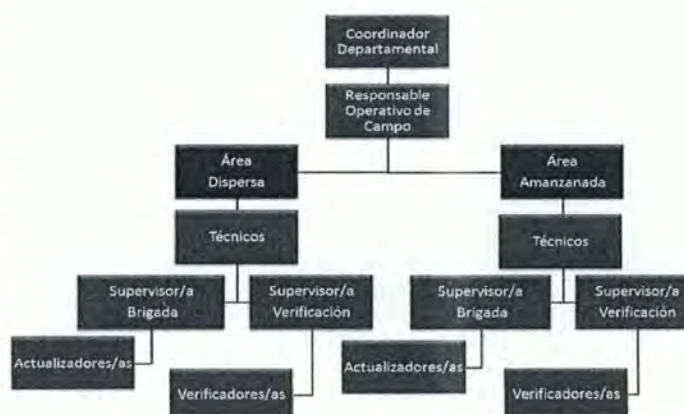 Coordinador
Departamental
Responsable
Operativo de
Campo
Área
Dispersa
Área
Amanzanada
Técnicos
Técnicos
Supervisor/a
Brigada
Supervisor/a
Verificación
Supervisor/a
Brigada
Supervisor/a
Verificación
Actualizadores/as
Verificadores/as
Actualizadores/as
Verificadores/as